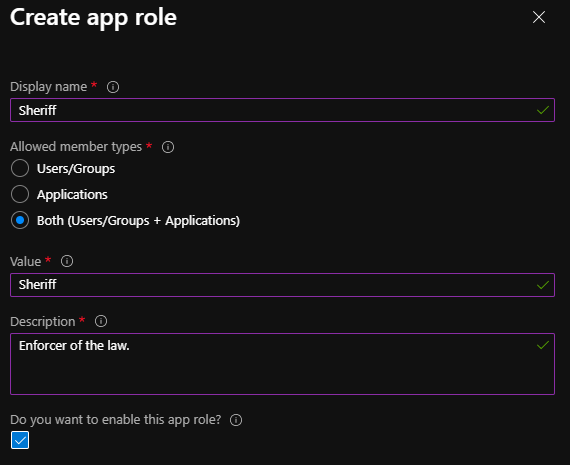 Create app role
Display name *
Sheriff
Allowed member types *
Users/Groups
Applications
Both (Users/Groups + Applications)
Value *
Sheriff
Description *
Enforcer of the law.
Do you want to enable this app role?